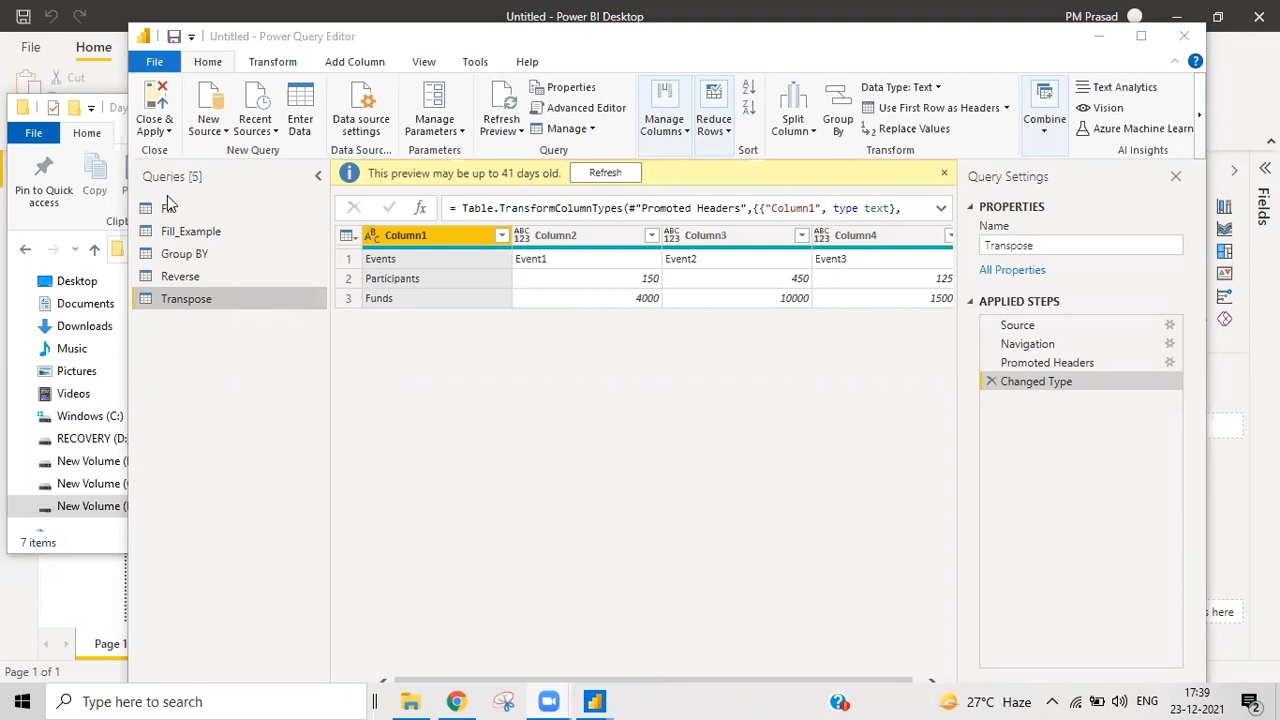 Untitled - Power BI Desktop
PM Prasad
File
Home
Cut
Untitled - Power Query Editor
File
Home
Transform
Add Column
View
Tools
Help
Close & Apply
New Source
Recent Sources
Enter Data
Data source settings
Manage Parameters
Refresh Preview
Properties
Advanced Editor
Manage
Manage Columns
Reduce Rows
Split Column
Group By
Data Type: Text
Use First Row as Headers
Replace Values
Combine
Text Analytics
Vision
Azure Machine Learn
Close
New Query
Data Sourc...
Parameters
Query
Sort
Transform
AI Insights
File
Home
Pin to Quick access
Copy
Clipb
Desktop
Documents
Downloads
Music
Pictures
Videos
Windows (C:)
RECOVERY (D:
New Volume (
New Volume (
New Volume (
7 items
Page 1
Page 1 of 1
Queries [5]
Fill_Example
Group BY
Reverse
Transpose
This preview may be up to 41 days old.
Refresh
= Table.TransformColumnTypes(#"Promoted Headers",{{"Column1", type text},
Column1 Column2 Column3 Column4
1 Events Event1 Event2 Event3
2 Participants 150 450 125
3 Funds 4000 10000 1500
Query Settings
PROPERTIES
Name
Transpose
All Properties
APPLIED STEPS
Source
Navigation
Promoted Headers
Changed Type
Fields
s here
Type here to search
27°C Haze
ENG
17:39
23-12-2021
2